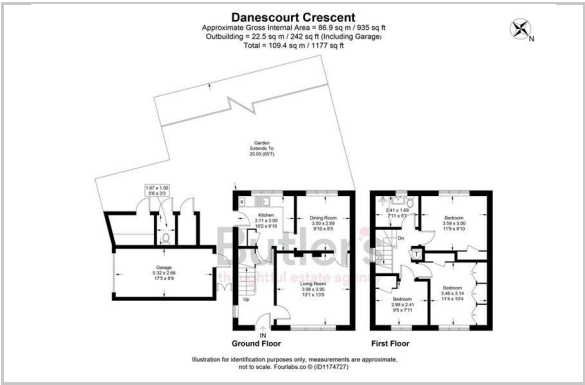 Danescourt Crescent
Approximate Gross Internal Area = 86.9 sq m / 935 sq ft
Outbuilding = 22.5 sq m / 242 sq ft (Including Garage)
Total = 109.4 sq m / 1177 sq ft
N
Garden
Extends To
20.00 (65'7)
1.67 x 1.00
5'6 x 3'3
Kitchen
3.11 x 3.00
10'2 x 9'10
Dining Room
3.00 x 2.88
9'10 x 9'5
2.41 x 1.69
7'11 x 5'7
Bedroom
3.59 x 3.00
11'9 x 9'10
Dn
T
Butler's
thoughtful estate agents
Garage
5.32 x 2.66
17'5 x 8'9
Living Room
3.98 x 3.95
13'1 x 13'0
Up
Bedroom
2.88 x 2.41
9'5 x 7'11
Bedroom
3.46 x 3.14
11'4 x 10'4
IN
Ground Floor
First Floor
Illustration for identification purposes only, measurements are approximate,
not to scale. Fourlabs.co © (ID1174727)